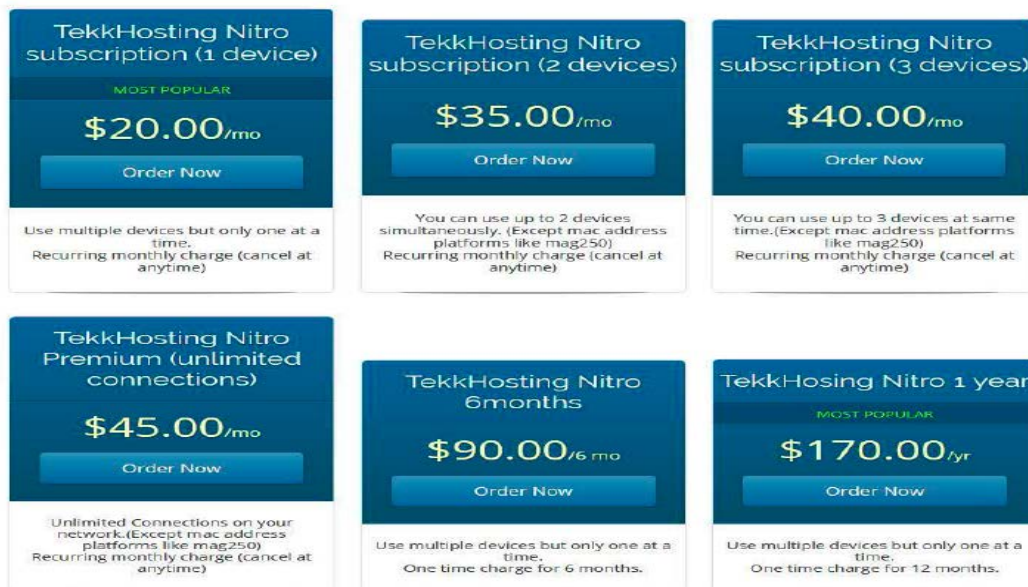 TekkHosting Nitro
subscription (1 device)
MOST POPULAR
$20.00/mo
Order Now
Use multiple devices but only one at a
time.
Recurring monthly charge (cancel at
anytime)
TekkHosting Nitro
subscription (2 devices)
$35.00/mo
Order Now
You can use up to 2 devices
simultaneously. (Except mac address
platforms like mag250)
Recurring monthly charge (cancel at
anytime)
TekkHosting Nitro
subscription (3 devices)
$40.00/mo
Order Now
You can use up to 3 devices at same
time.(Except mac address platforms
like mag250)
Recurring monthly charge (cancel at
anytime)
TekkHosting Nitro
Premium (unlimited
connections)
$45.00/mo
Order Now
Unlimited Connections on your
network.(Except mac address
platforms like mag250)
Recurring monthly charge (cancel at
anytime)
TekkHosting Nitro
6months
$90.00/6 mo
Order Now
Use multiple devices but only one at a
time.
One time charge for 6 months.
TekkHosing Nitro 1 year
MOST POPULAR
$170.00/yr
Order Now
Use multiple devices but only one at a
time.
One time charge for 12 months.